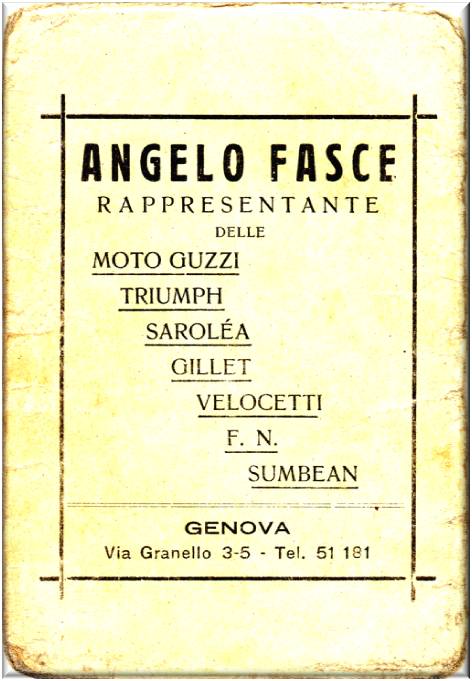 ANGELO FASCE
RAPPRESENTANTE
DELLE
MOTO GUZZI
TRIUMPH
SAROLÉA
GILLET
VELOCETTI
F. N.
SUMBEAN
GENOVA
Via Granello 3-5 - Tel. 51 181